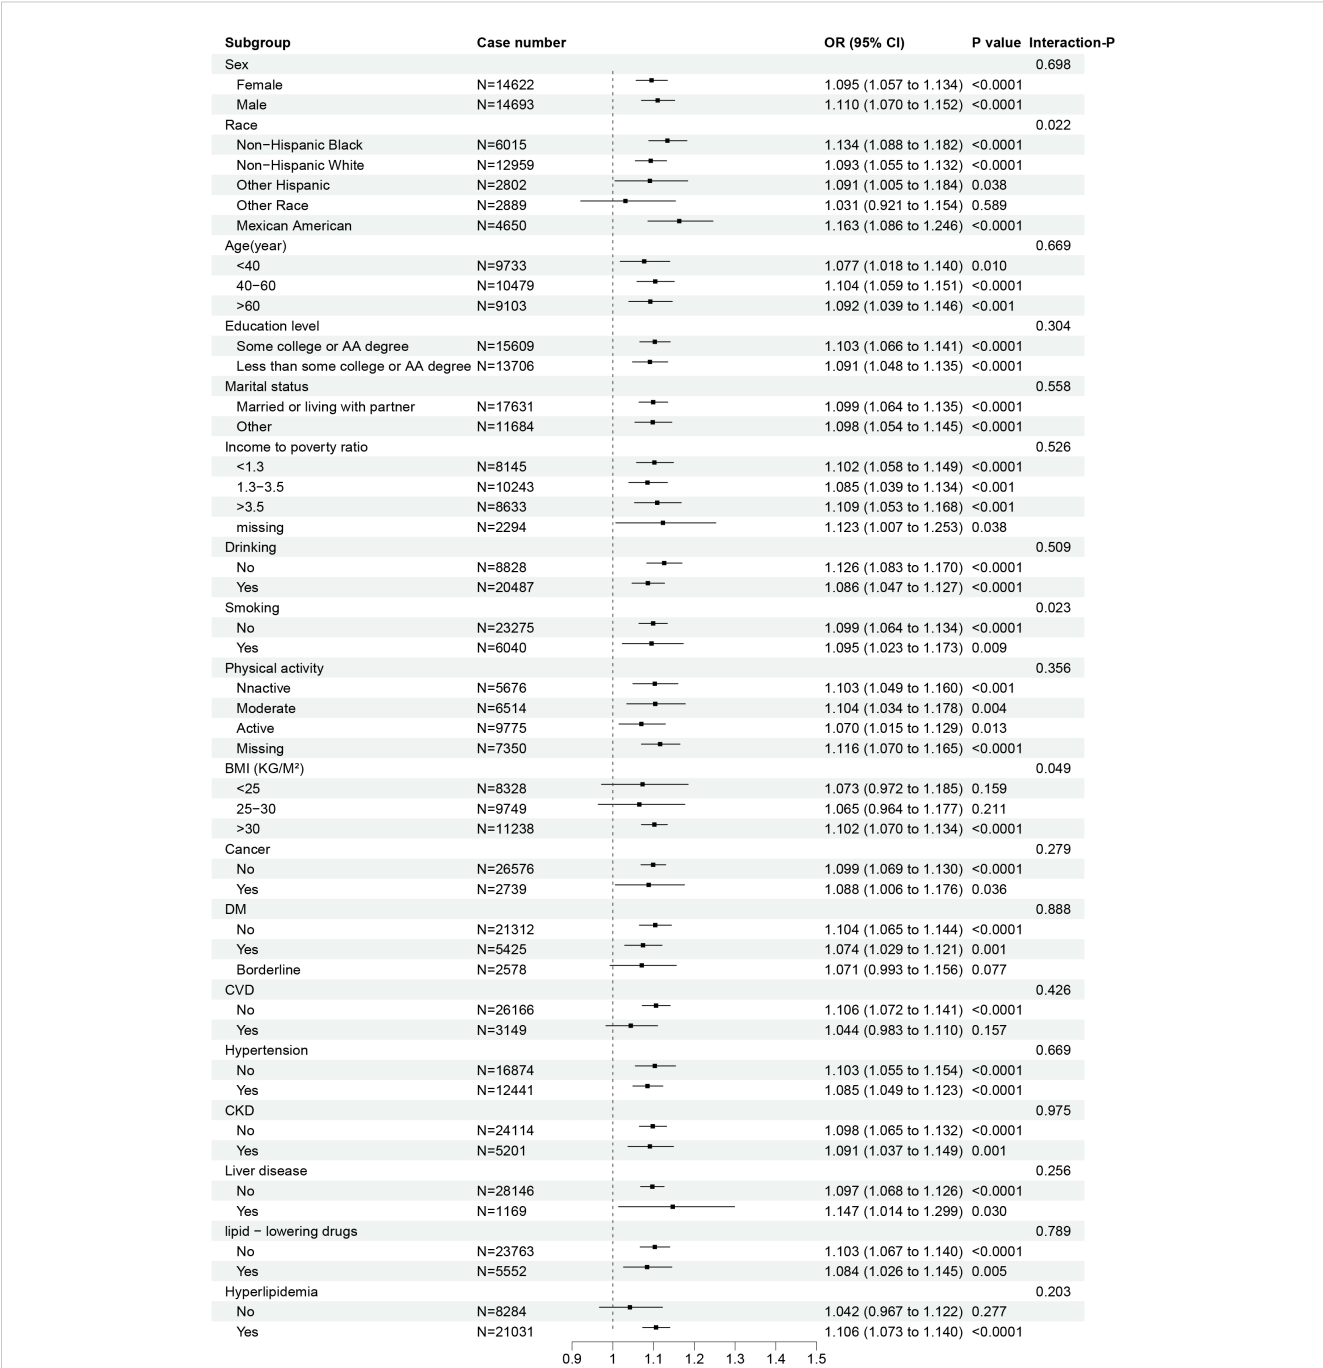 Subgroup Case number OR (95% CI) P value Interaction-P
Sex 0.698
Female N=14622 1.095 (1.057 to 1.134) <0.0001
Male N=14693 1.110 (1.070 to 1.152) <0.0001
Race 0.022
Non−Hispanic Black N=6015 1.134 (1.088 to 1.182) <0.0001
Non−Hispanic White N=12959 1.093 (1.055 to 1.132) <0.0001
Other Hispanic N=2802 1.091 (1.005 to 1.184) 0.038
Other Race N=2889 1.031 (0.921 to 1.154) 0.589
Mexican American N=4650 1.163 (1.086 to 1.246) <0.0001
Age(year) 0.669
<40 N=9733 1.077 (1.018 to 1.140) 0.010
40−60 N=10479 1.104 (1.059 to 1.151) <0.0001
>60 N=9103 1.092 (1.039 to 1.146) <0.001
Education level 0.304
Some college or AA degree N=15609 1.103 (1.066 to 1.141) <0.0001
Less than some college or AA degree N=13706 1.091 (1.048 to 1.135) <0.0001
Marital status 0.558
Married or living with partner N=17631 1.099 (1.064 to 1.135) <0.0001
Other N=11684 1.098 (1.054 to 1.145) <0.0001
Income to poverty ratio 0.526
<1.3 N=8145 1.102 (1.058 to 1.149) <0.0001
1.3−3.5 N=10243 1.085 (1.039 to 1.134) <0.001
>3.5 N=8633 1.109 (1.053 to 1.168) <0.001
missing N=2294 1.123 (1.007 to 1.253) 0.038
Drinking 0.509
No N=8828 1.126 (1.083 to 1.170) <0.0001
Yes N=20487 1.086 (1.047 to 1.127) <0.0001
Smoking 0.023
No N=23275 1.099 (1.064 to 1.134) <0.0001
Yes N=6040 1.095 (1.023 to 1.173) 0.009
Physical activity 0.356
Nnactive N=5676 1.103 (1.049 to 1.160) <0.001
Moderate N=6514 1.104 (1.034 to 1.178) 0.004
Active N=9775 1.070 (1.015 to 1.129) 0.013
Missing N=7350 1.116 (1.070 to 1.165) <0.0001
BMI (KG/M²) 0.049
<25 N=8328 1.073 (0.972 to 1.185) 0.159
25−30 N=9749 1.065 (0.964 to 1.177) 0.211
>30 N=11238 1.102 (1.070 to 1.134) <0.0001
Cancer 0.279
No N=26576 1.099 (1.069 to 1.130) <0.0001
Yes N=2739 1.088 (1.006 to 1.176) 0.036
DM 0.888
No N=21312 1.104 (1.065 to 1.144) <0.0001
Yes N=5425 1.074 (1.029 to 1.121) 0.001
Borderline N=2578 1.071 (0.993 to 1.156) 0.077
CVD 0.426
No N=26166 1.106 (1.072 to 1.141) <0.0001
Yes N=3149 1.044 (0.983 to 1.110) 0.157
Hypertension 0.669
No N=16874 1.103 (1.055 to 1.154) <0.0001
Yes N=12441 1.085 (1.049 to 1.123) <0.0001
CKD 0.975
No N=24114 1.098 (1.065 to 1.132) <0.0001
Yes N=5201 1.091 (1.037 to 1.149) 0.001
Liver disease 0.256
No N=28146 1.097 (1.068 to 1.126) <0.0001
Yes N=1169 1.147 (1.014 to 1.299) 0.030
lipid − lowering drugs 0.789
No N=23763 1.103 (1.067 to 1.140) <0.0001
Yes N=5552 1.084 (1.026 to 1.145) 0.005
Hyperlipidemia 0.203
No N=8284 1.042 (0.967 to 1.122) 0.277
Yes N=21031 1.106 (1.073 to 1.140) <0.0001
0.9 1 1.1 1.2 1.3 1.4 1.5